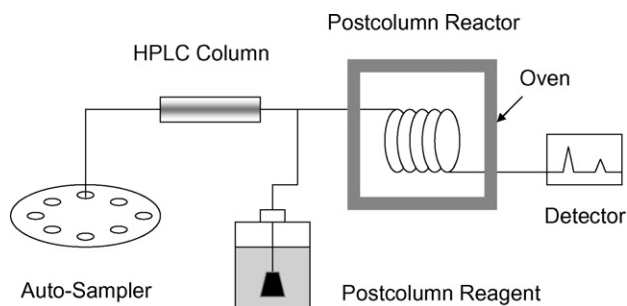 Postcolumn Reactor
HPLC Column
Oven
Detector
Auto-Sampler
Postcolumn Reagent